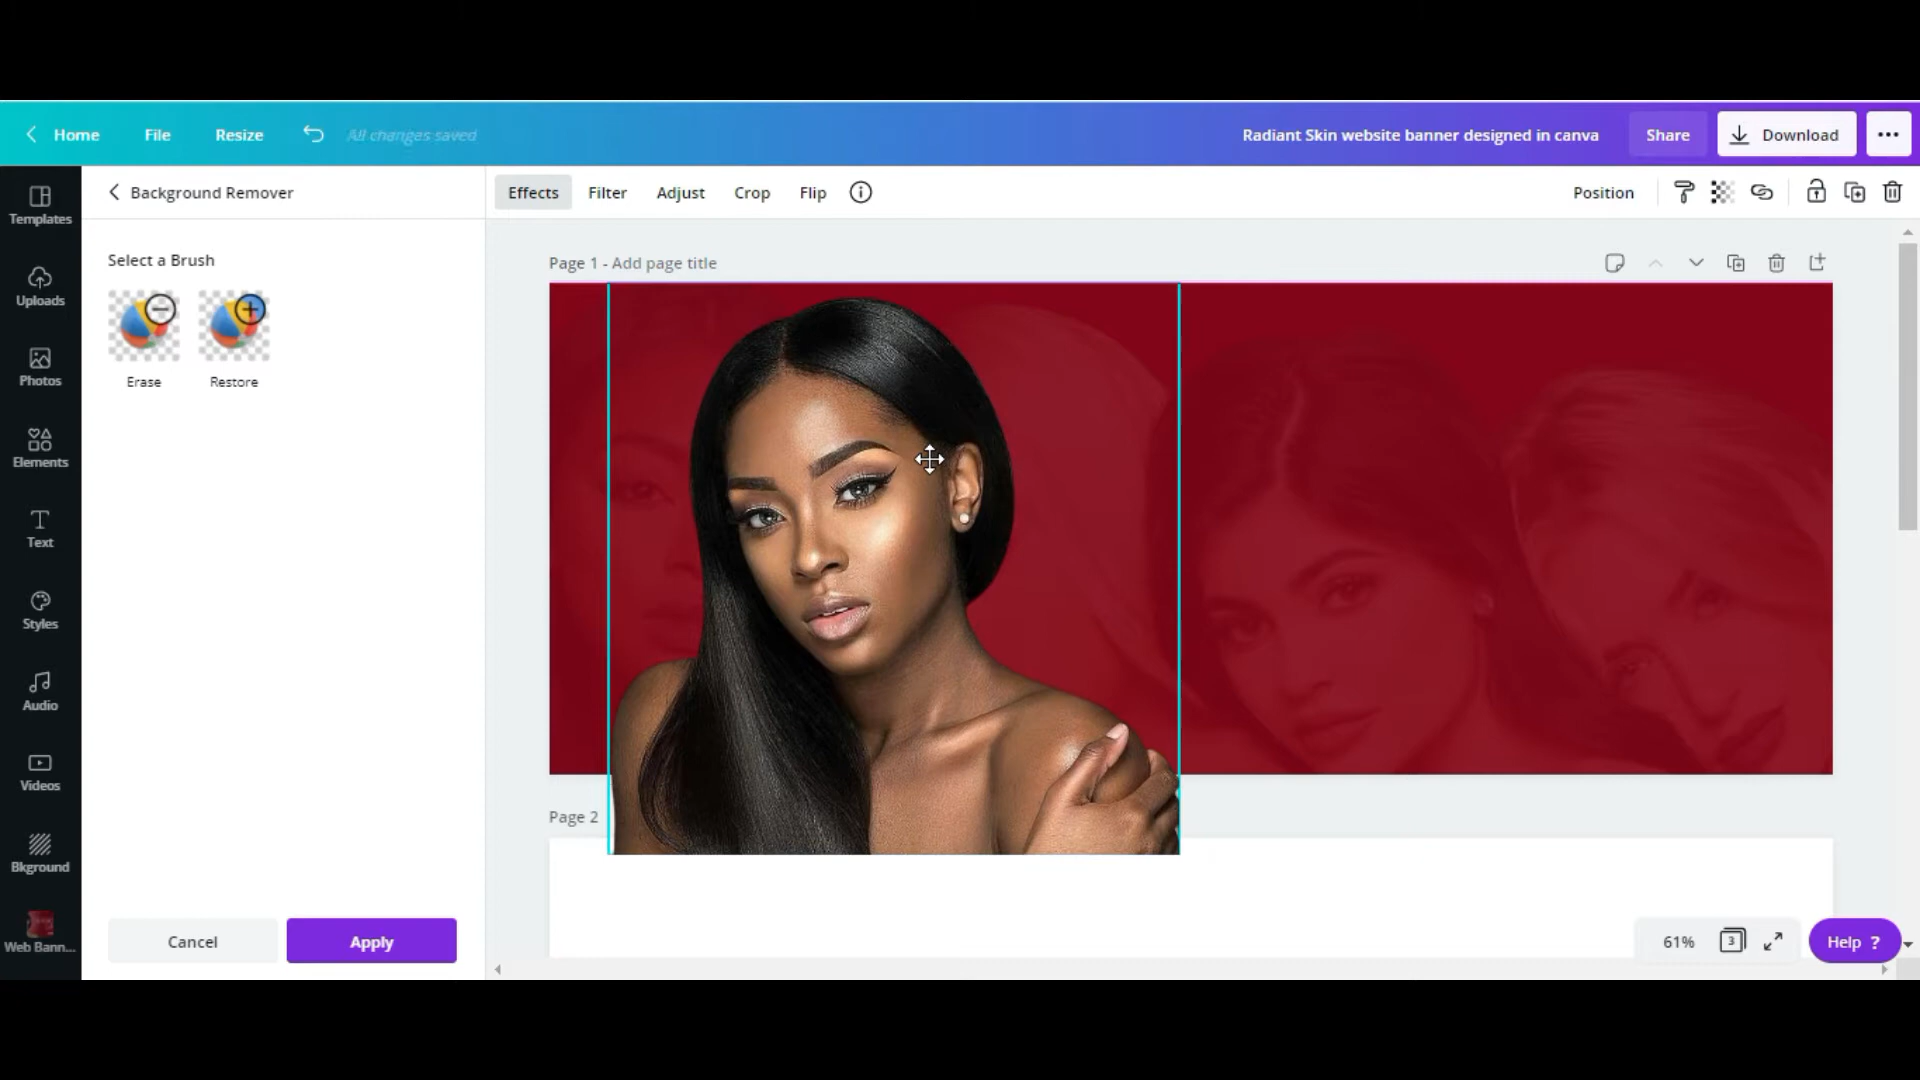 Home File Resize All changes saved Radiant Skin website banner designed in canva Share Download
Templates
Uploads
Photos
Elements
Text
Styles
Audio
Videos
Bkground
Web Bann...
Background Remover
Select a Brush
Erase Restore
Cancel Apply
Effects Filter Adjust Crop Flip Position
Page 1 - Add page title
Page 2
61% 3 Help ?